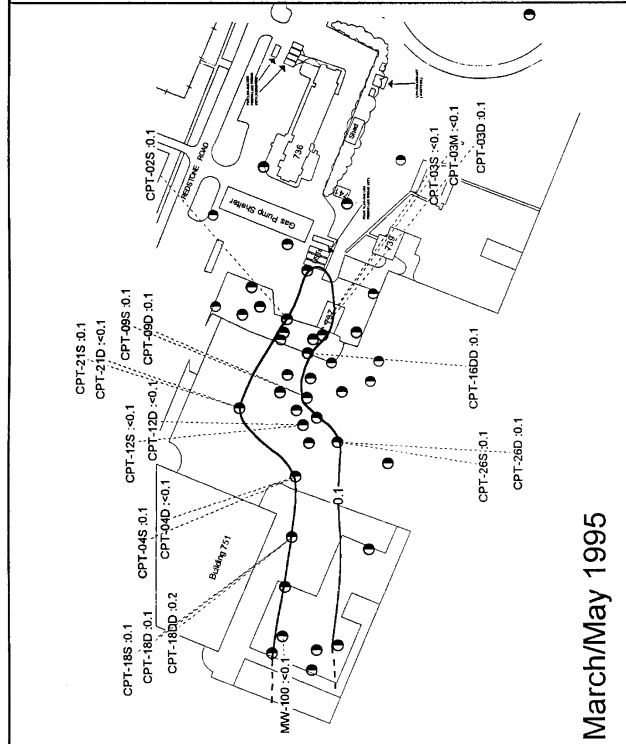 CPT-02S :0.1
REDSTONE ROAD
736
Shed
Gas Pump Shelter
CPT-03S :<0.1
CPT-03M :<0.1
CPT-03D :0.1
739
CPT-21S :0.1
CPT-21D :<0.1
CPT-09S :0.1
CPT-09D :0.1
CPT-12S :<0.1
CPT-12D :<0.1
CPT-16DD :0.1
CPT-04S :0.1
CPT-04D :<0.1
CPT-26S:0.1
CPT-26D :0.1
Building 751
0.1
CPT-18S :0.1
CPT-18D :0.1
CPT-18DD :0.2
MW-100 :<0.1
March/May 1995